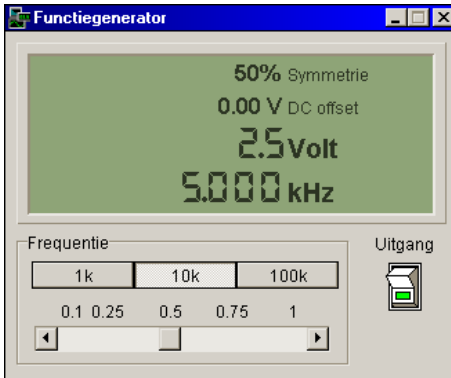 Functiegenerator
50% Symmetrie
0.00 V DC offset
2.5 Volt
5.000 kHz
Frequentie
1k 10k 100k
0.1 0.25 0.5 0.75 1
Uitgang